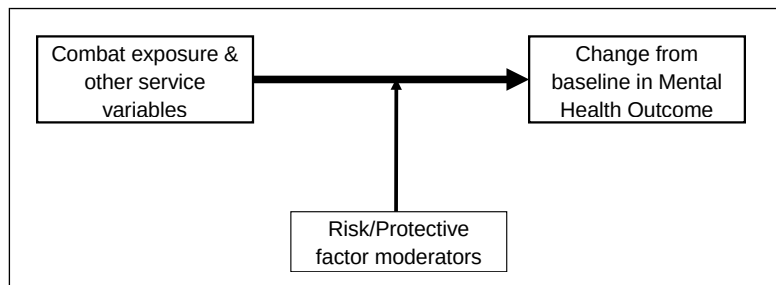 Combat exposure &
other service
variables
Change from
baseline in Mental
Health Outcome
Risk/Protective
factor moderators